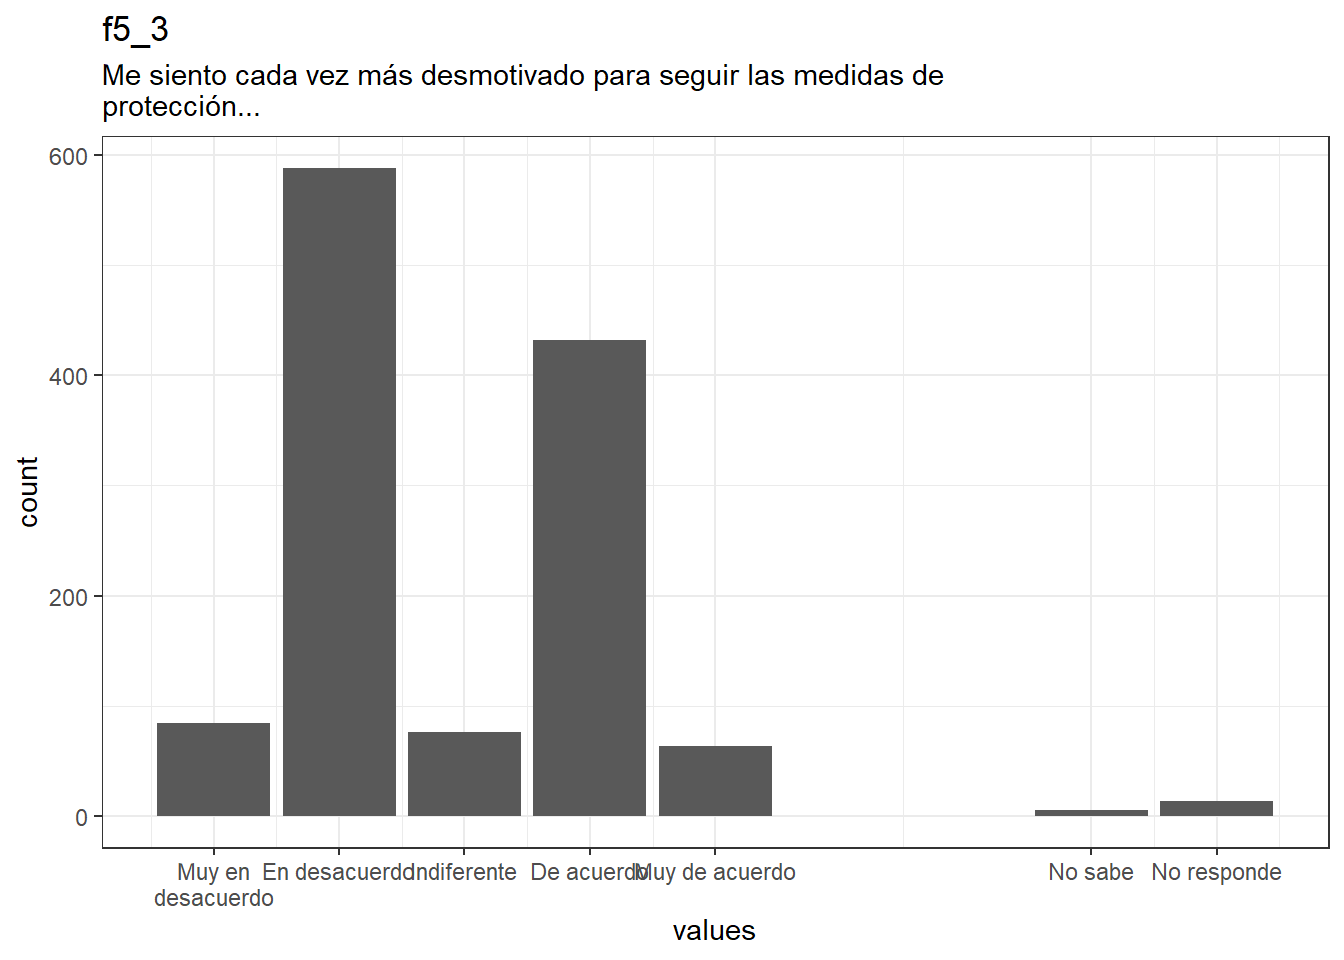 f5_3
Me siento cada vez más desmotivado para seguir las medidas de
protección...
600
400
200
0
count
Muy en
desacuerdo
En desacuerdo
Indiferente
De acuerdo
Muy de acuerdo
No sabe
No responde
values